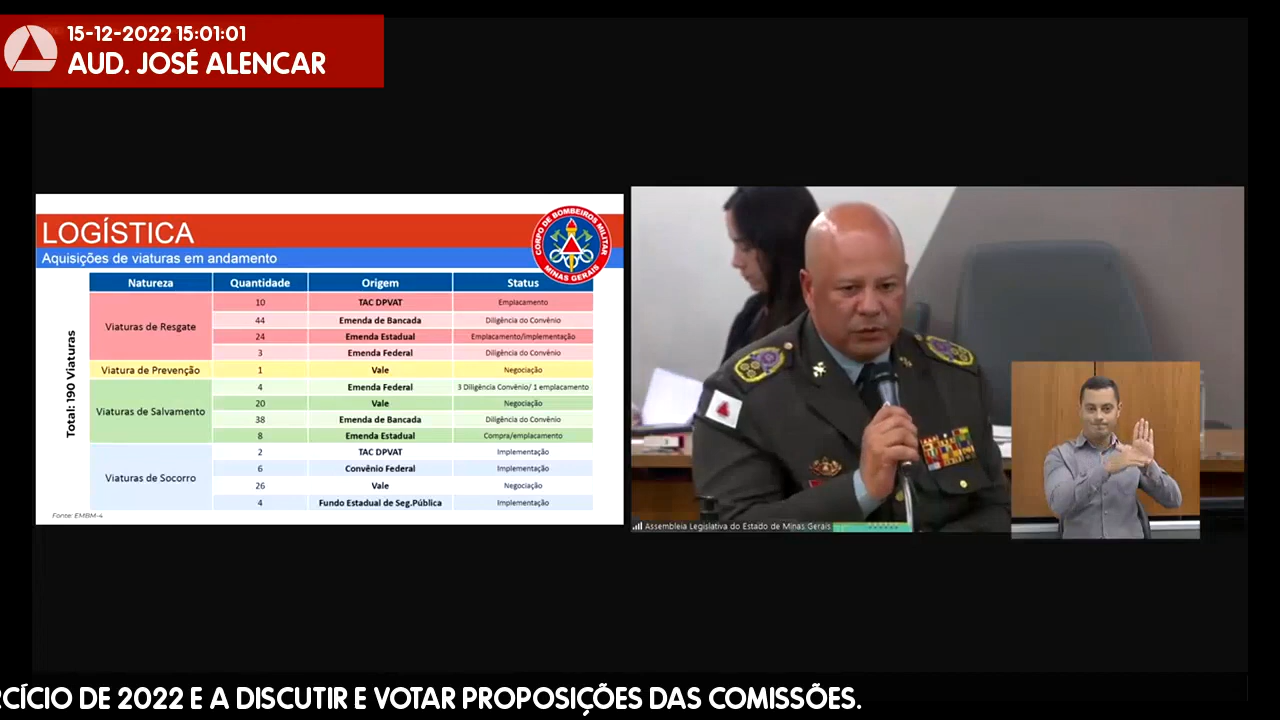 15-12-2022 15:01:01
AUD. JOSÉ ALENCAR
LOGÍSTICA
Aquisições de viaturas em andamento
CORPO DE BOMBEIROS MILITAR
MINAS GERAIS
Natureza Quantidade Origem Status
Total: 190 Viaturas
Viaturas de Resgate
10 TAC DPVAT Emplacamento
44 Emenda de Bancada Diligência do Convênio
24 Emenda Estadual Emplacamento/implementação
3 Emenda Federal Diligência do Convênio
Viatura de Prevenção 1 Vale Negociação
Viaturas de Salvamento
4 Emenda Federal 3 Diligência Convênio/ 1 emplacamento
20 Vale Negociação
38 Emenda de Bancada Diligência do Convênio
8 Emenda Estadual Compra/emplacamento
Viaturas de Socorro
2 TAC DPVAT Implementação
6 Convênio Federal Implementação
26 Vale Negociação
4 Fundo Estadual de Seg.Pública Implementação
Fonte: EMBM-4
Assembleia Legislativa do Estado de Minas Gerais
RCÍCIO DE 2022 E A DISCUTIR E VOTAR PROPOSIÇÕES DAS COMISSÕES.